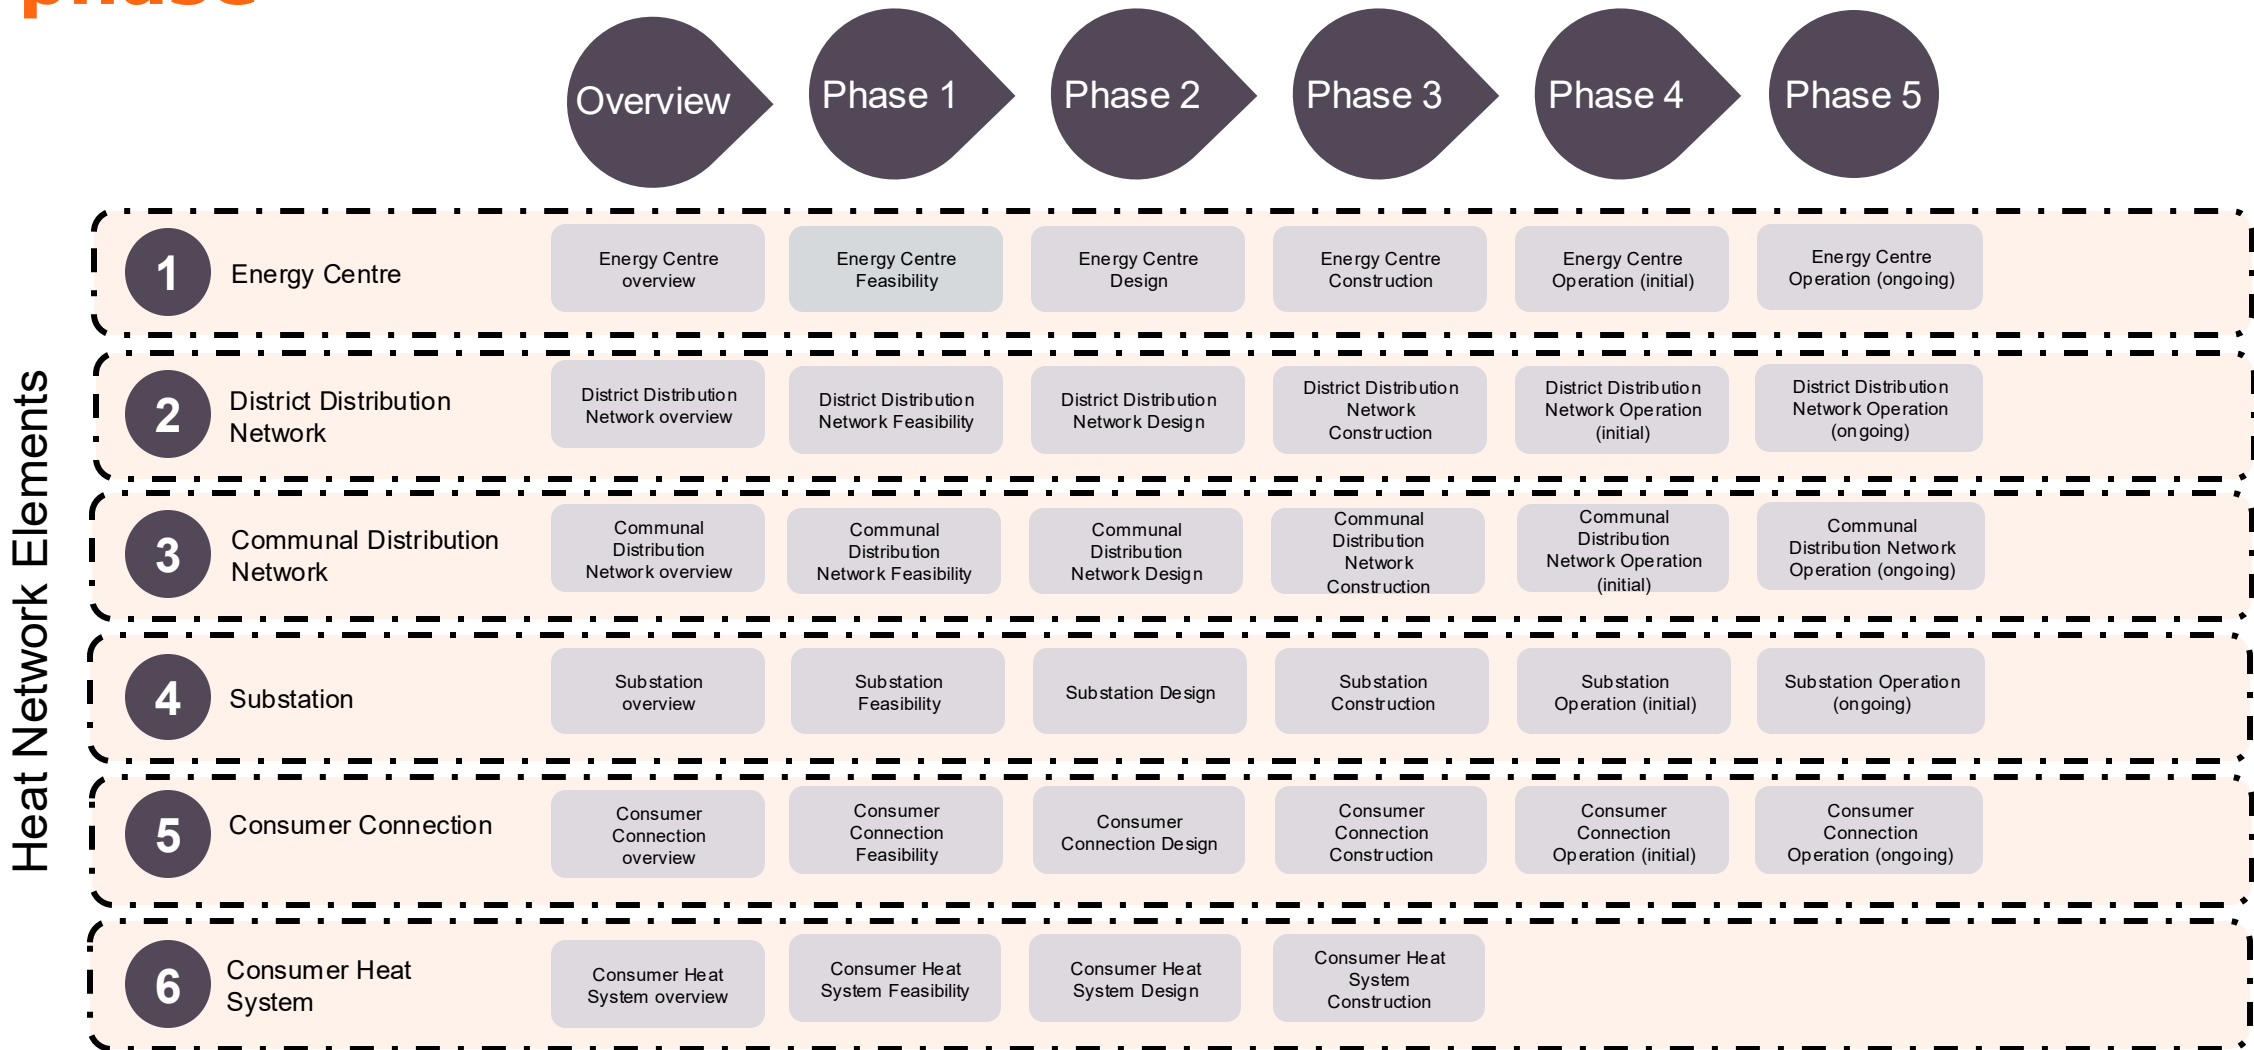 phase
Overview
Phase 1
Phase 2
Phase 3
Phase 4
Phase 5
Heat Network Elements
1
Energy Centre
Energy Centre
overview
Energy Centre
Feasibility
Energy Centre
Design
Energy Centre
Construction
Energy Centre
Operation (initial)
Energy Centre
Operation (ongoing)
2
District Distribution
Network
District Distribution
Network overview
District Distribution
Network Feasibility
District Distribution
Network Design
District Distribution
Network
Construction
District Distribution
Network Operation
(initial)
District Distribution
Network Operation
(ongoing)
3
Communal Distribution
Network
Communal
Distribution
Network overview
Communal
Distribution
Network Feasibility
Communal
Distribution
Network Design
Communal
Distribution
Network
Construction
Communal
Distribution
Network Operation
(initial)
Communal
Distribution Network
Operation (ongoing)
4
Substation
Substation
overview
Substation
Feasibility
Substation Design
Substation
Construction
Substation
Operation (initial)
Substation Operation
(ongoing)
5
Consumer Connection
Consumer
Connection
overview
Consumer
Connection
Feasibility
Consumer
Connection Design
Consumer
Connection
Construction
Consumer
Connection
Operation (initial)
Consumer
Connection
Operation (ongoing)
6
Consumer Heat
System
Consumer Heat
System overview
Consumer Heat
System Feasibility
Consumer Heat
System Design
Consumer Heat
System
Construction